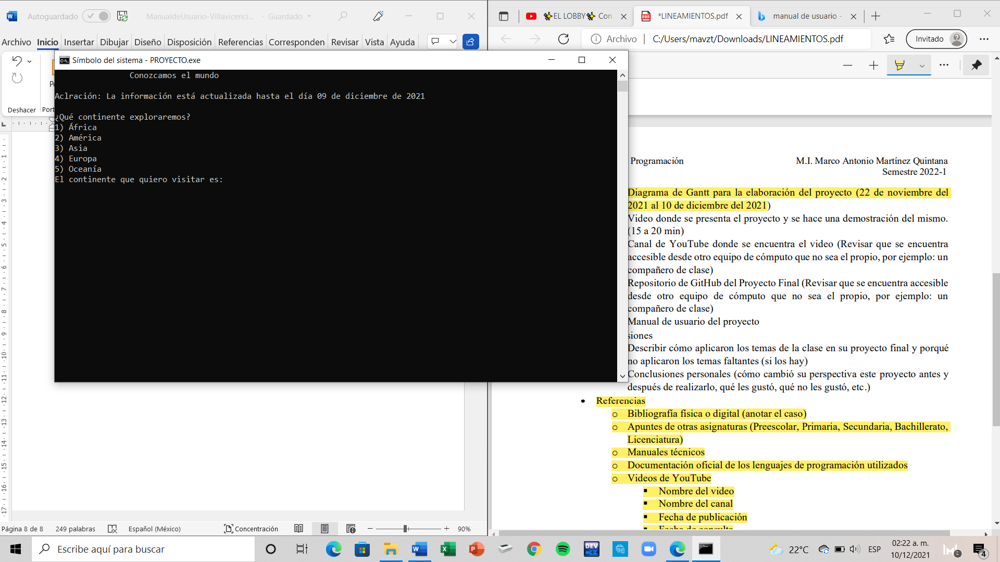 Autoguardado
ManualdeUsuario-Villavicenci... - Guardado
Archivo Inicio Insertar Dibujar Diseño Disposición Referencias Corresponden Revisar Vista Ayuda
Deshacer
Símbolo del sistema - PROYECTO.exe
Conozcamos el mundo
Aclración: La información está actualizada hasta el día 09 de diciembre de 2021
¿Qué continente exploraremos?
1) África
2) América
3) Asia
4) Europa
5) Oceanía
El continente que quiero visitar es:
Página 8 de 8 249 palabras Español (México) Concentración 90%
EL LOBBY Con
*LINEAMIENTOS.pdf
manual de usuario -
Archivo C:/Users/mavzt/Downloads/LINEAMIENTOS.pdf Invitado
Programación M.I. Marco Antonio Martínez Quintana
Semestre 2022-1
Diagrama de Gantt para la elaboración del proyecto (22 de noviembre del
2021 al 10 de diciembre del 2021)
Video donde se presenta el proyecto y se hace una demostración del mismo.
(15 a 20 min)
Canal de YouTube donde se encuentra el video (Revisar que se encuentra
accesible desde otro equipo de cómputo que no sea el propio, por ejemplo: un
compañero de clase)
Repositorio de GitHub del Proyecto Final (Revisar que se encuentra accesible
desde otro equipo de cómputo que no sea el propio, por ejemplo: un
compañero de clase)
Manual de usuario del proyecto
siones
Describir cómo aplicaron los temas de la clase en su proyecto final y porqué
no aplicaron los temas faltantes (si los hay)
Conclusiones personales (cómo cambió su perspectiva este proyecto antes y
después de realizarlo, qué les gustó, qué no les gustó, etc.)
• Referencias
o Bibliografía física o digital (anotar el caso)
o Apuntes de otras asignaturas (Preescolar, Primaria, Secundaria, Bachillerato,
Licenciatura)
o Manuales técnicos
o Documentación oficial de los lenguajes de programación utilizados
o Videos de YouTube
▪ Nombre del video
▪ Nombre del canal
▪ Fecha de publicación
▪ Fecha de consulta
Escribe aquí para buscar
22°C ESP 02:22 a. m.
10/12/2021
4